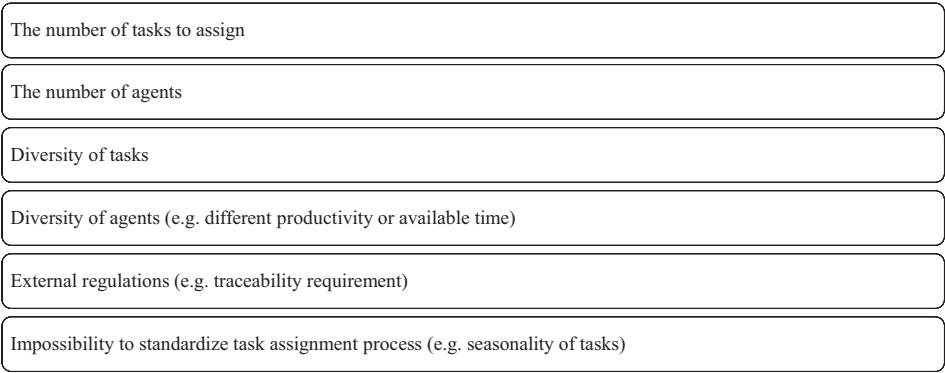 The number of tasks to assign
The number of agents
Diversity of tasks
Diversity of agents (e.g. different productivity or available time)
External regulations (e.g. traceability requirement)
Impossibility to standardize task assignment process (e.g. seasonality of tasks)